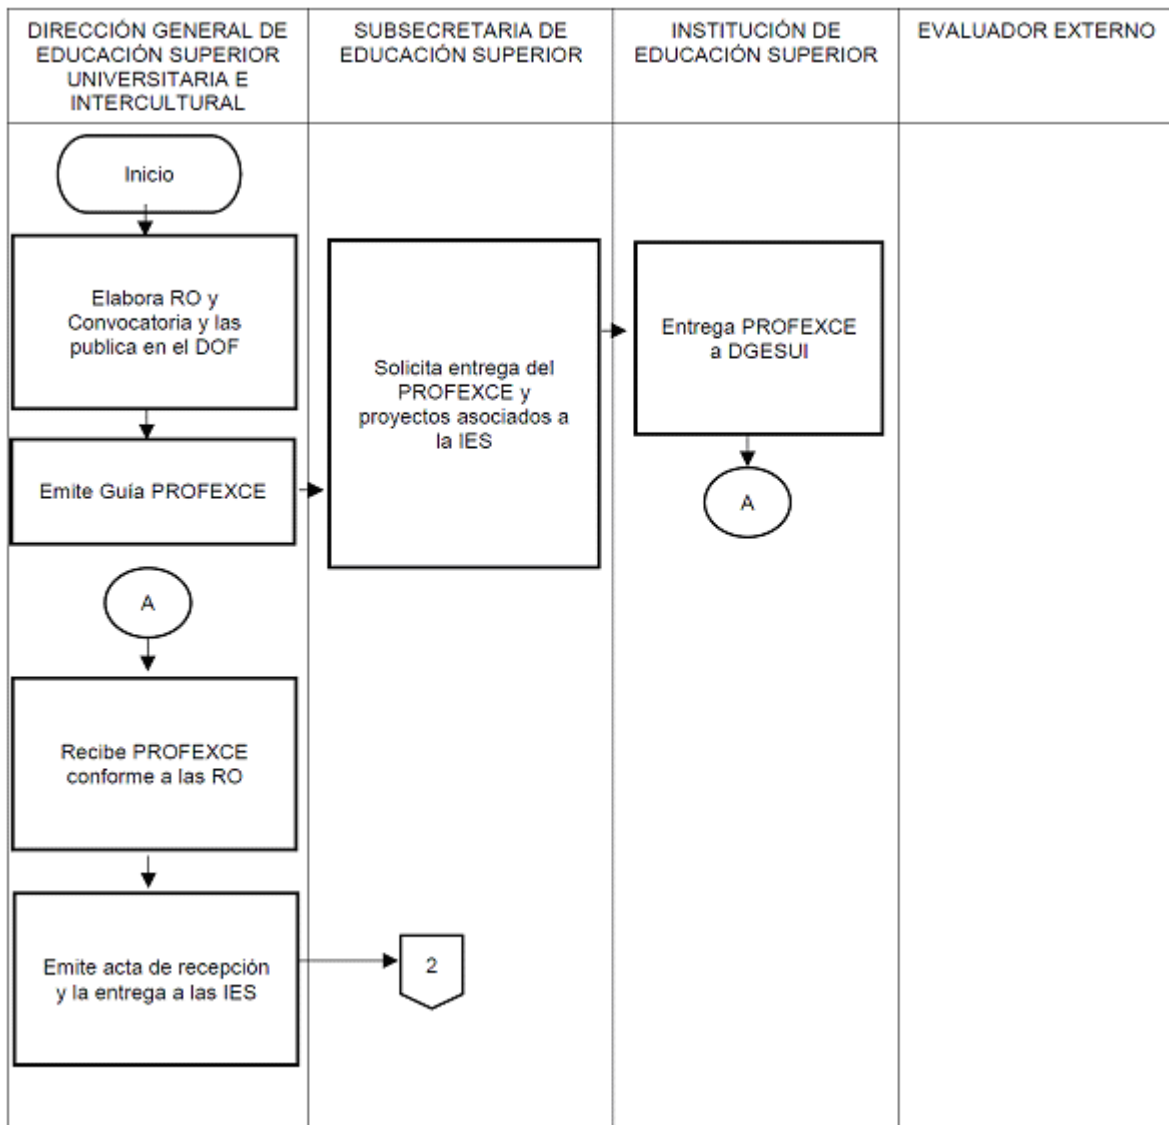 DIRECCIÓN GENERAL DE
EDUCACIÓN SUPERIOR
UNIVERSITARIA E
INTERCULTURAL
SUBSECRETARIA DE
EDUCACIÓN SUPERIOR
INSTITUCIÓN DE
EDUCACIÓN SUPERIOR
EVALUADOR EXTERNO
Inicio
Elabora RO y
Convocatoria y las
publica en el DOF
Emite Guía PROFEXCE
Solicita entrega del
PROFEXCE y
proyectos asociados a
la IES
Entrega PROFEXCE
a DGESUI
A
A
Recibe PROFEXCE
conforme a las RO
Emite acta de recepción
y la entrega a las IES
2